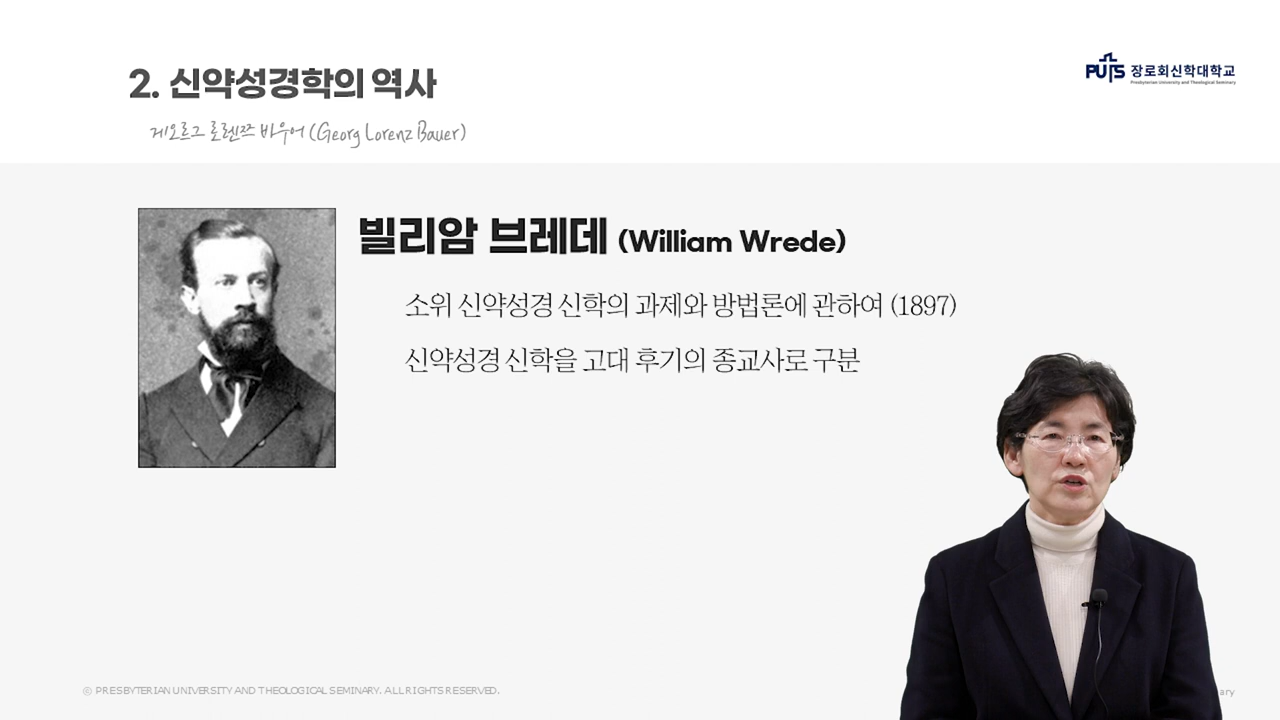 2. 신약성경학의 역사
게오르그 로렌쯔 바우어 (Georg Lorenz Bauer)
PUTS 장로회신학대학교
Presbyterian University and Theological Seminary
빌리암 브레데 (William Wrede)
소위 신약성경 신학의 과제와 방법론에 관하여 (1897)
신약성경 신학을 고대 후기의 종교사로 구분
© PRESBYTERIAN UNIVERSITY AND THEOLOGICAL SEMINARY. ALL RIGHTS RESERVED.
ary